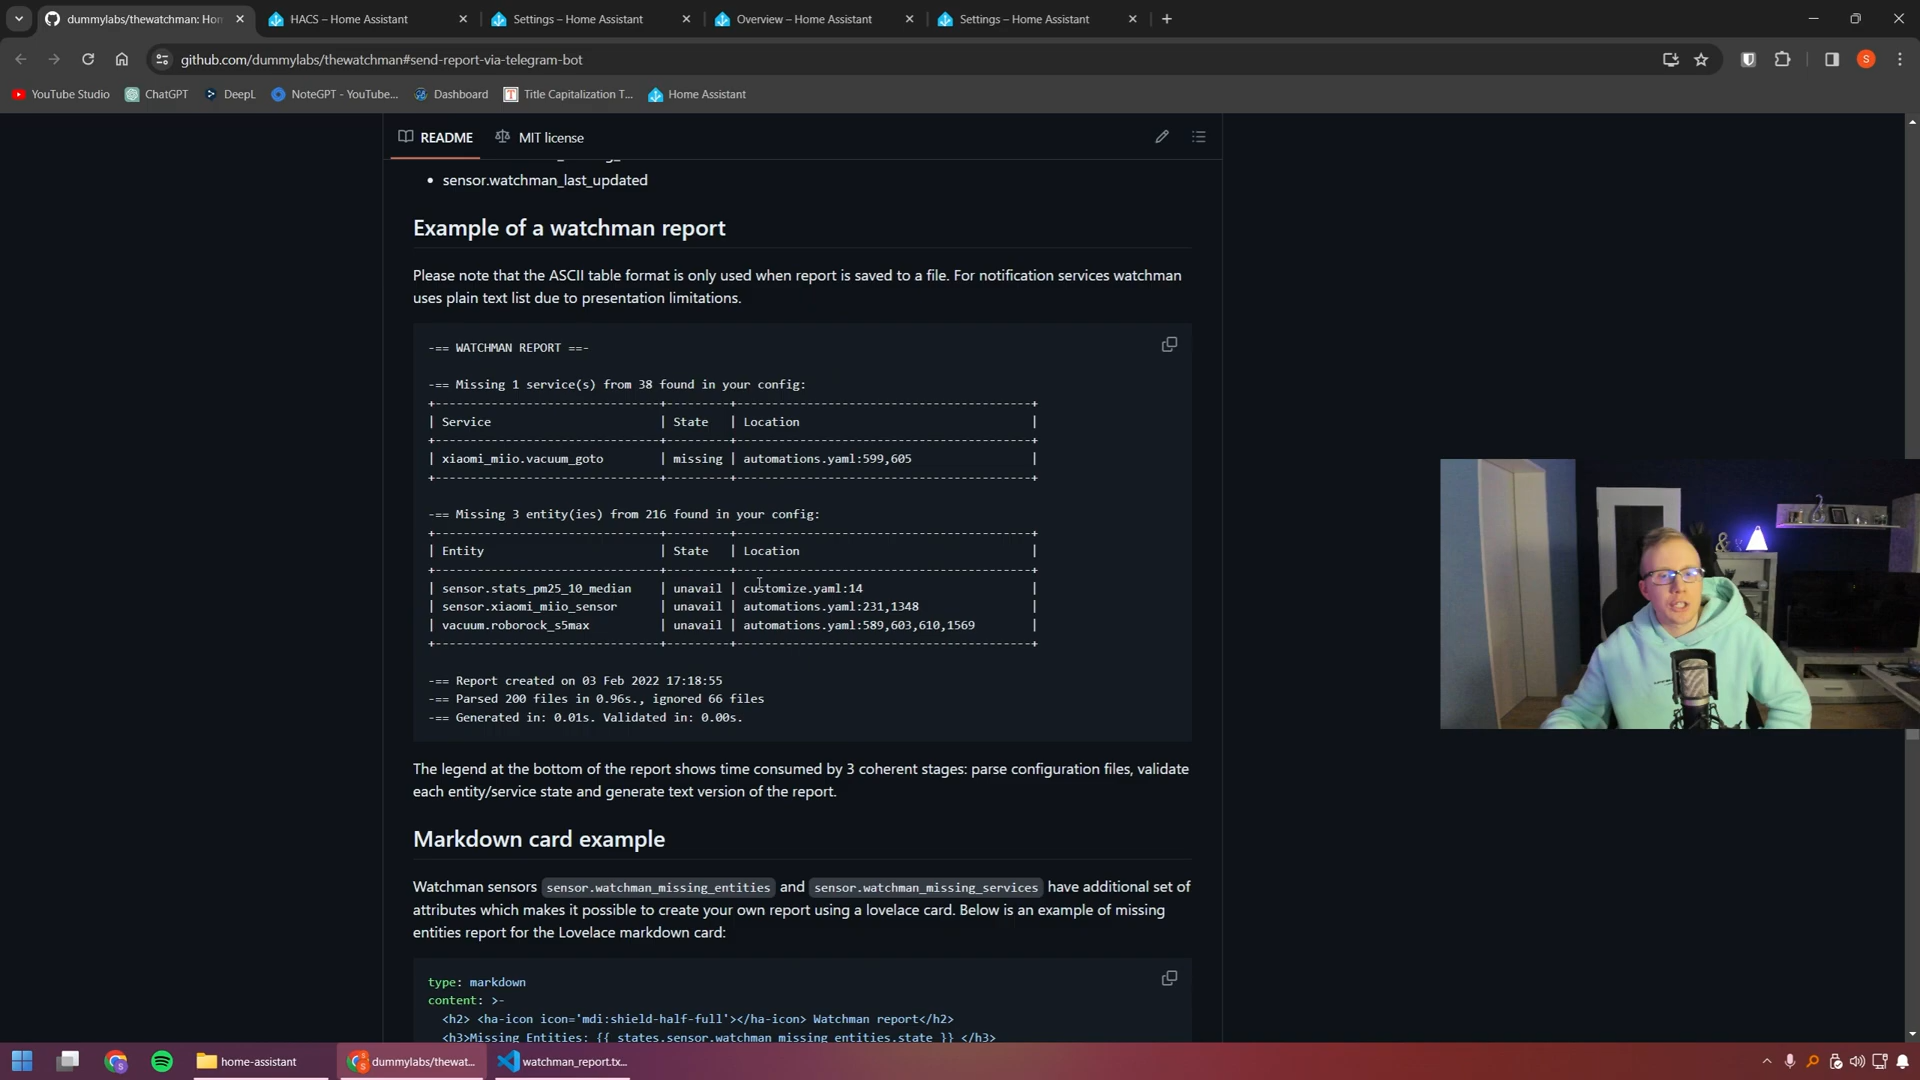 dummylabs/thewatchman: Hom
HACS – Home Assistant
Settings – Home Assistant
Overview – Home Assistant
Settings – Home Assistant
github.com/dummylabs/thewatchman#send-report-via-telegram-bot
S
YouTube Studio
ChatGPT
DeepL
NoteGPT - YouTube...
Dashboard
Title Capitalization T...
Home Assistant
README
MIT license
• sensor.watchman_last_updated
Example of a watchman report
Please note that the ASCII table format is only used when report is saved to a file. For notification services watchman
uses plain text list due to presentation limitations.
-== WATCHMAN REPORT ==-
-== Missing 1 service(s) from 38 found in your config:
+--------------------------------+---------+------------------------------------------+
| Service | State | Location |
+--------------------------------+---------+------------------------------------------+
| xiaomi_miio.vacuum_goto | missing | automations.yaml:599,605 |
+--------------------------------+---------+------------------------------------------+
-== Missing 3 entity(ies) from 216 found in your config:
+--------------------------------+---------+------------------------------------------+
| Entity | State | Location |
+--------------------------------+---------+------------------------------------------+
| sensor.stats_pm25_10_median | unavail | customize.yaml:14 |
| sensor.xiaomi_miio_sensor | unavail | automations.yaml:231,1348 |
| vacuum.roborock_s5max | unavail | automations.yaml:589,603,610,1569 |
+--------------------------------+---------+------------------------------------------+
-== Report created on 03 Feb 2022 17:18:55
-== Parsed 200 files in 0.96s., ignored 66 files
-== Generated in: 0.01s. Validated in: 0.00s.
The legend at the bottom of the report shows time consumed by 3 coherent stages: parse configuration files, validate
each entity/service state and generate text version of the report.
Markdown card example
Watchman sensors sensor.watchman_missing_entities and sensor.watchman_missing_services have additional set of
attributes which makes it possible to create your own report using a lovelace card. Below is an example of missing
entities report for the Lovelace markdown card:
type: markdown
content: >-
<h2> <ha-icon icon='mdi:shield-half-full'></ha-icon> Watchman report</h2>
<h3>Missing Entities: {{ states.sensor.watchman_missing_entities.state }} </h3>
home-assistant
dummylabs/thewat...
watchman_report.tx...